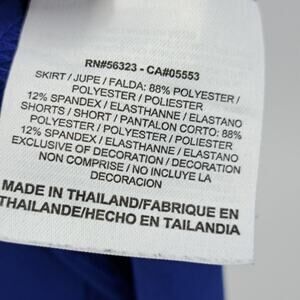 RN#56323 - CA#05553
SKIRT / JUPE / FALDA: 88% POLYESTER /
POLYESTER / POLIESTER
12% SPANDEX / ELASTHANNE / ELASTANO
SHORTS / SHORT / PANTALON CORTO: 88%
POLYESTER / POLYESTER / POLIESTER
12% SPANDEX / ELASTHANNE / ELASTANO
EXCLUSIVE OF DECORATION / DECORATION
NON COMPRISE / NO INCLUYE LA
DECORACION
MADE IN THAILAND/FABRIQUE EN
THAILANDE/HECHO EN TAILANDIA